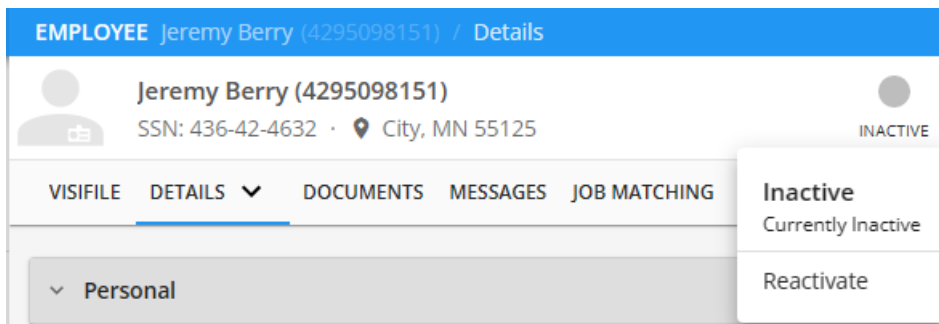 EMPLOYEE Jeremy Berry (4295098151) / Details
Jeremy Berry (4295098151)
SSN: 436-42-4632 · City, MN 55125
INACTIVE
VISIFILE DETAILS DOCUMENTS MESSAGES JOB MATCHING
Inactive
Currently Inactive
Reactivate
Personal